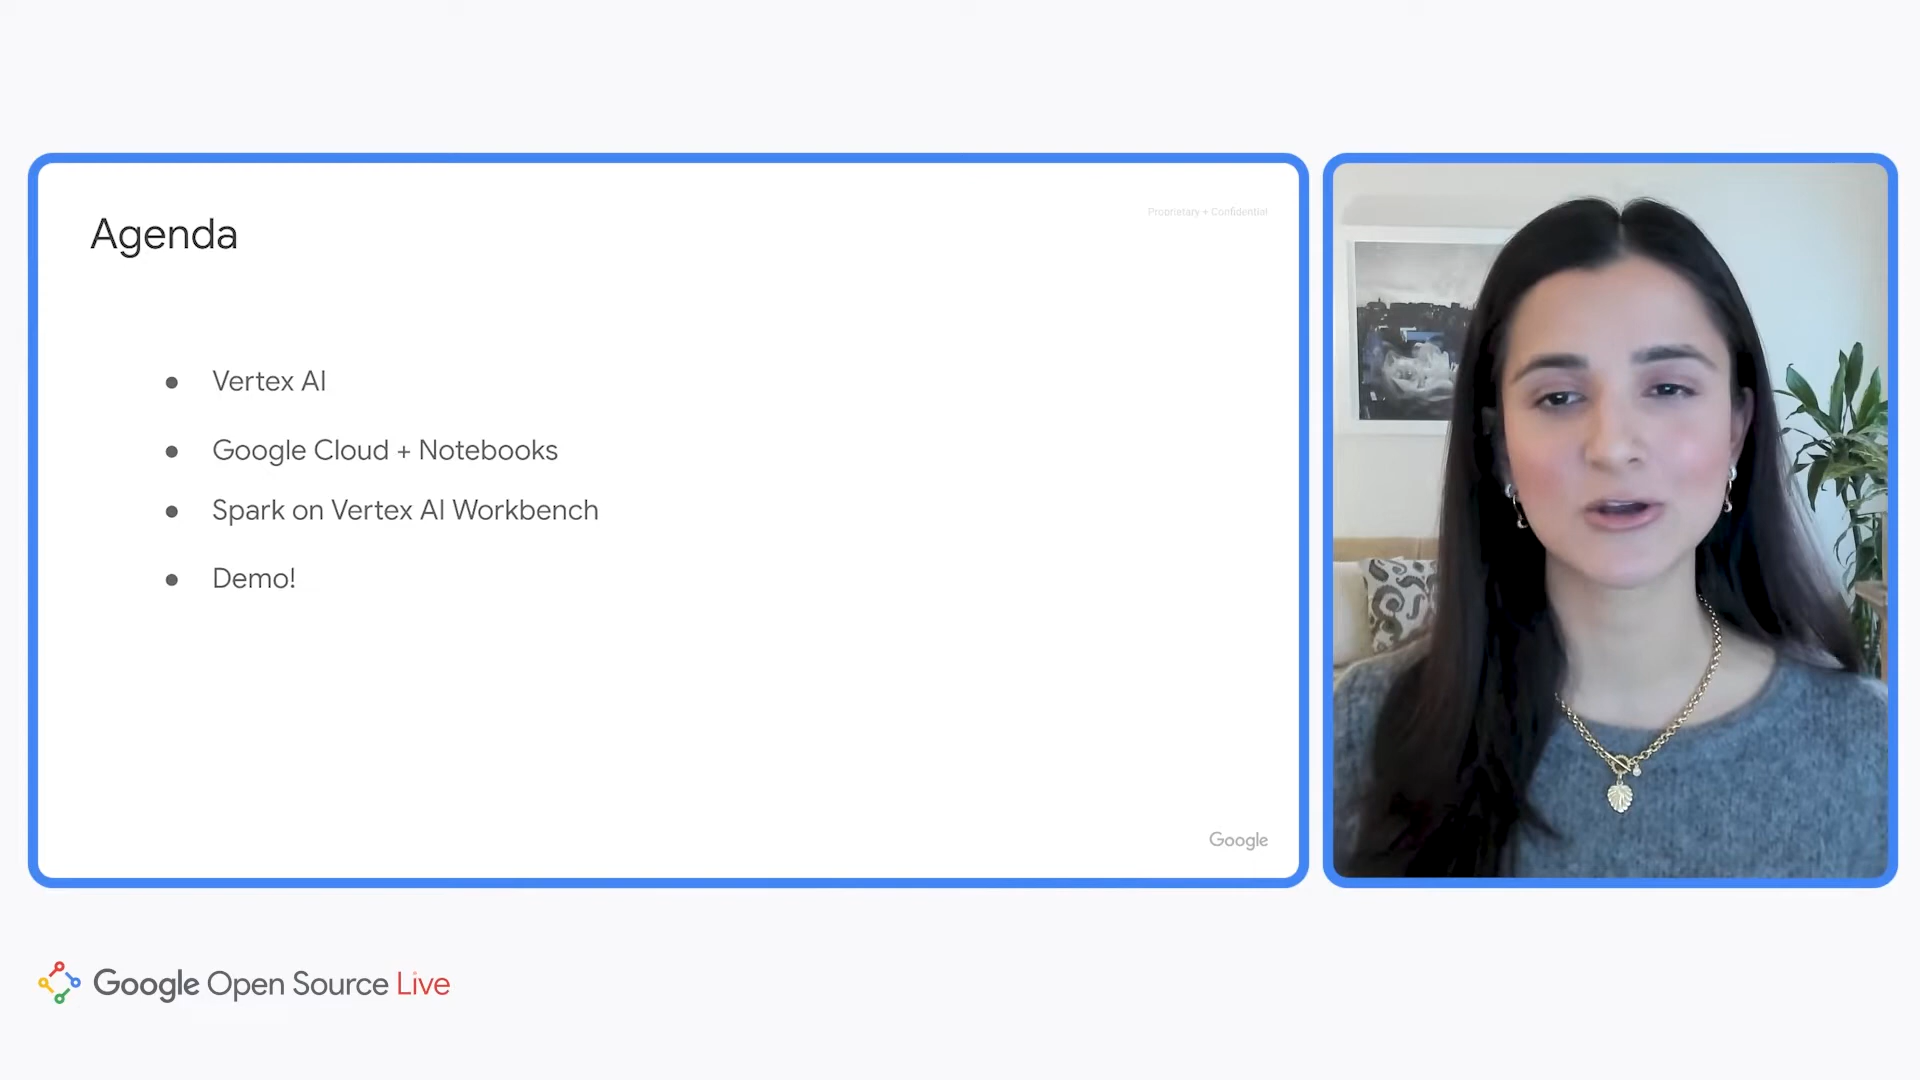 Agenda
Proprietary + Confidential
Vertex AI
Google Cloud + Notebooks
Spark on Vertex AI Workbench
Demo!
Google
Google Open Source Live